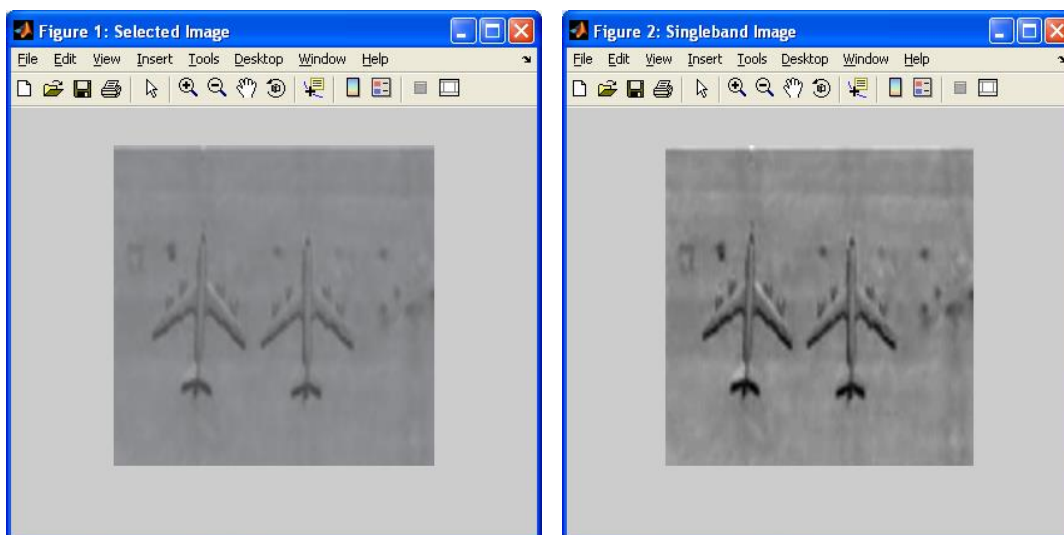 Figure 1: Selected Image
File Edit View Insert Tools Desktop Window Help
Figure 2: Singleband Image
File Edit View Insert Tools Desktop Window Help